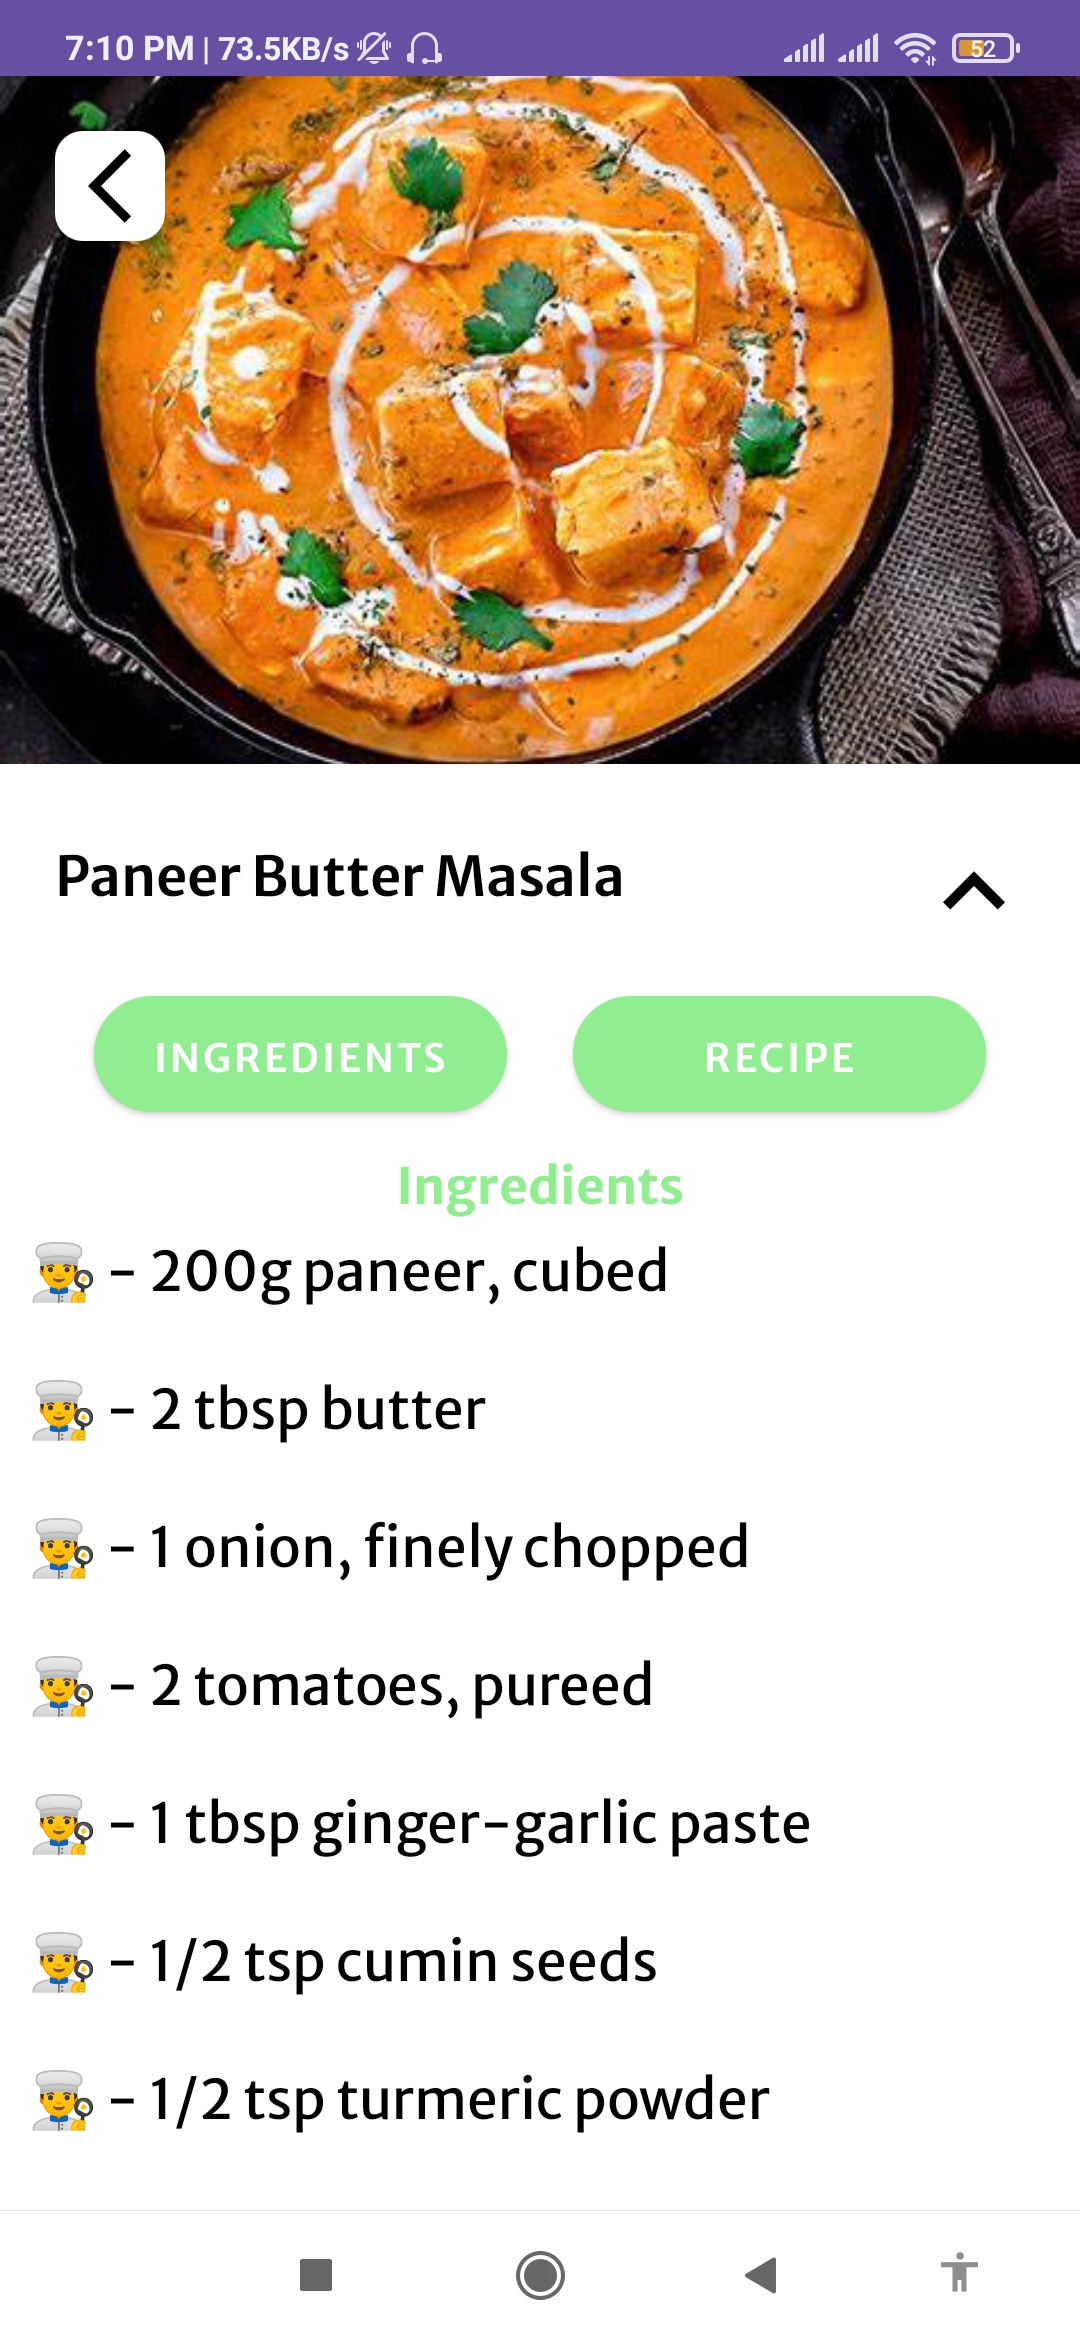 7:10 PM | 73.5KB/s
52
Paneer Butter Masala
INGREDIENTS
RECIPE
Ingredients
👨‍🍳 - 200g paneer, cubed
👨‍🍳 - 2 tbsp butter
👨‍🍳 - 1 onion, finely chopped
👨‍🍳 - 2 tomatoes, pureed
👨‍🍳 - 1 tbsp ginger-garlic paste
👨‍🍳 - 1/2 tsp cumin seeds
👨‍🍳 - 1/2 tsp turmeric powder